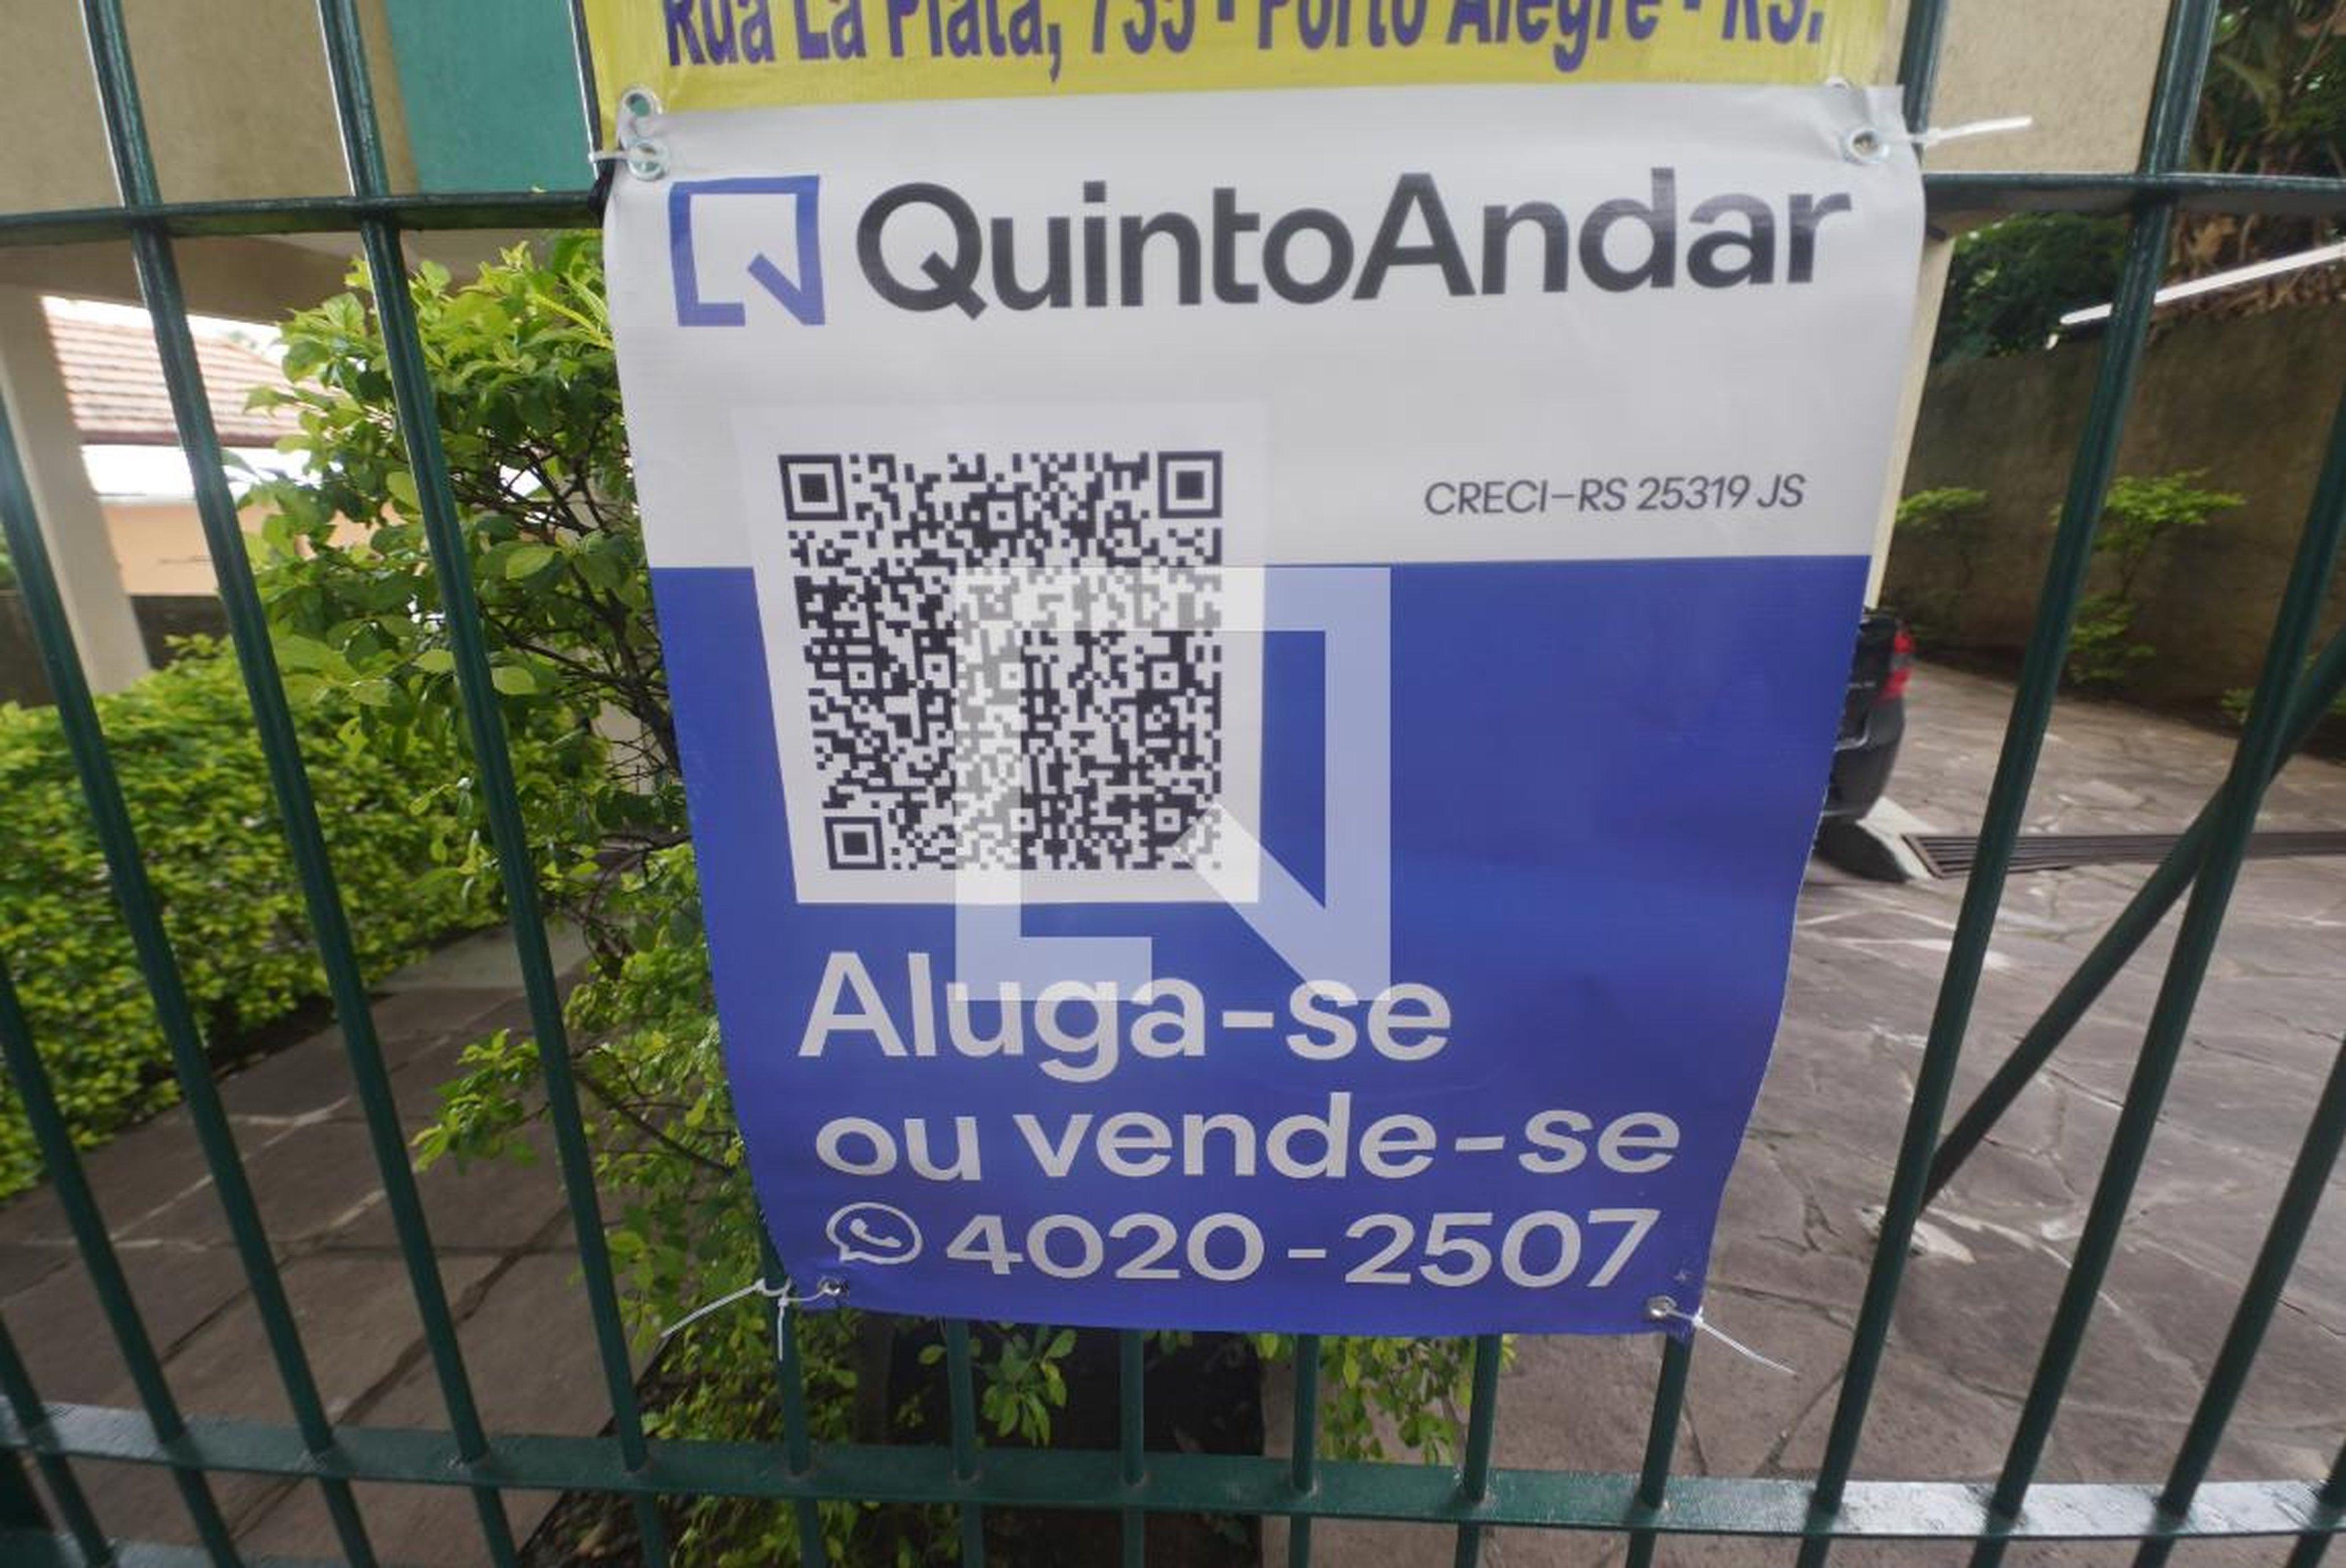 Rua La Plata, 735 - Porto Alegre - RS.
QuintoAndar
CRECI-RS 25319 JS
Aluga-se
ou vende-se
4020-2507